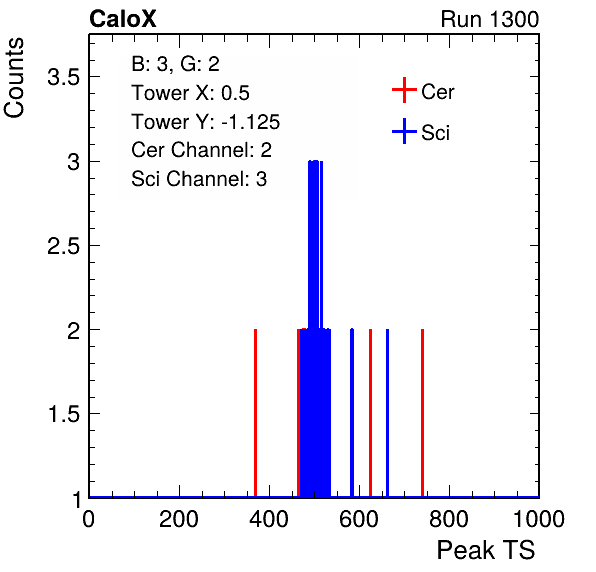 CaloX Run 1300
Counts
B: 3, G: 2
Tower X: 0.5
Tower Y: -1.125
Cer Channel: 2
Sci Channel: 3
Cer
Sci
3.5
3
2.5
2
1.5
1
0 200 400 600 800 1000
Peak TS